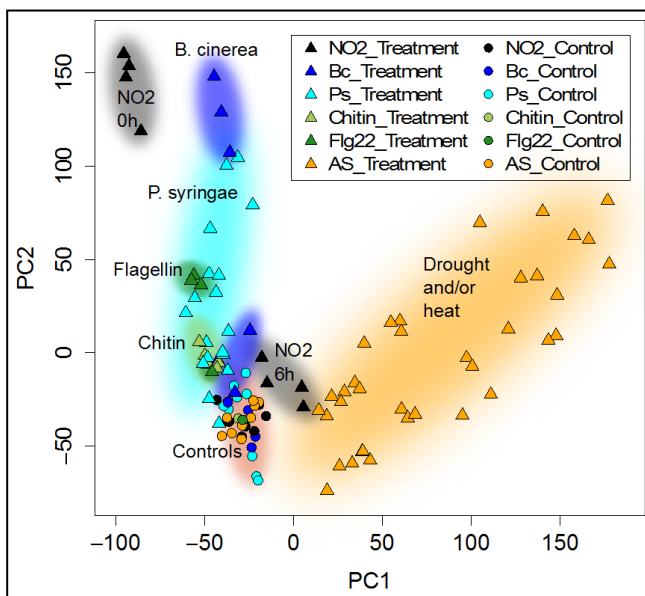 B. cinerea
NO2_Treatment
Bc_Treatment
Ps_Treatment
Chitin_Treatment
Flg22_Treatment
AS_Treatment
NO2_Control
Bc_Control
Ps_Control
Chitin_Control
Flg22_Control
AS_Control
NO2
0h
P. syringae
Flagellin
Drought
and/or
heat
Chitin
NO2
6h
Controls
PC2
150
100
50
0
−50
−100
−50
0
50
100
150
PC1